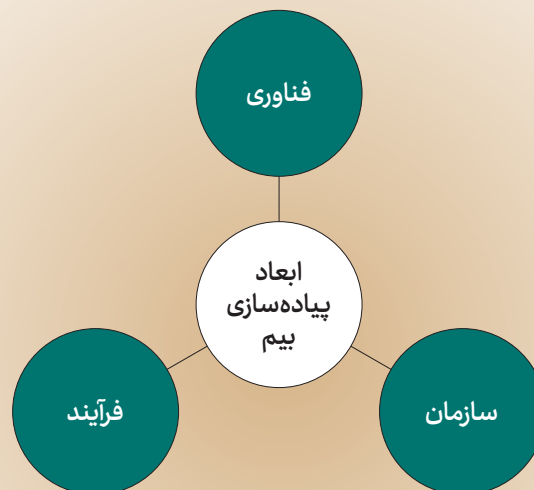 فناوری
ابعاد
پیاده‌سازی
بیم
سازمان
فرآیند